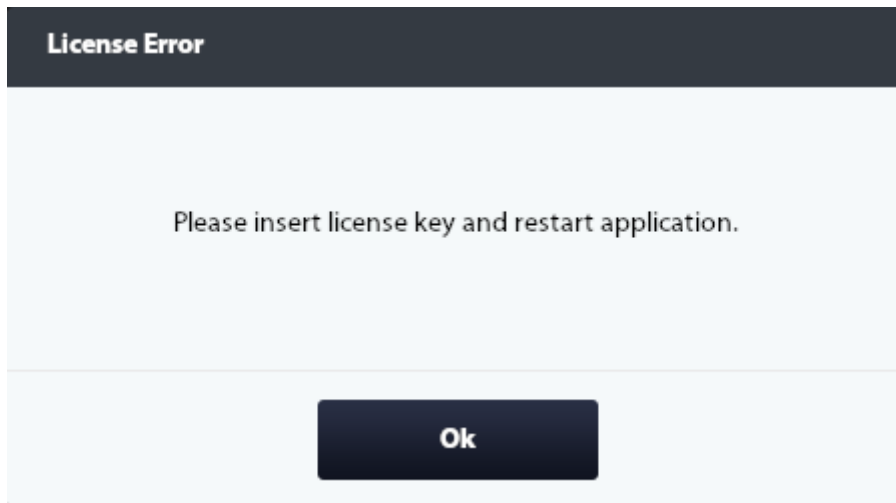 License Error
Please insert license key and restart application.
Ok